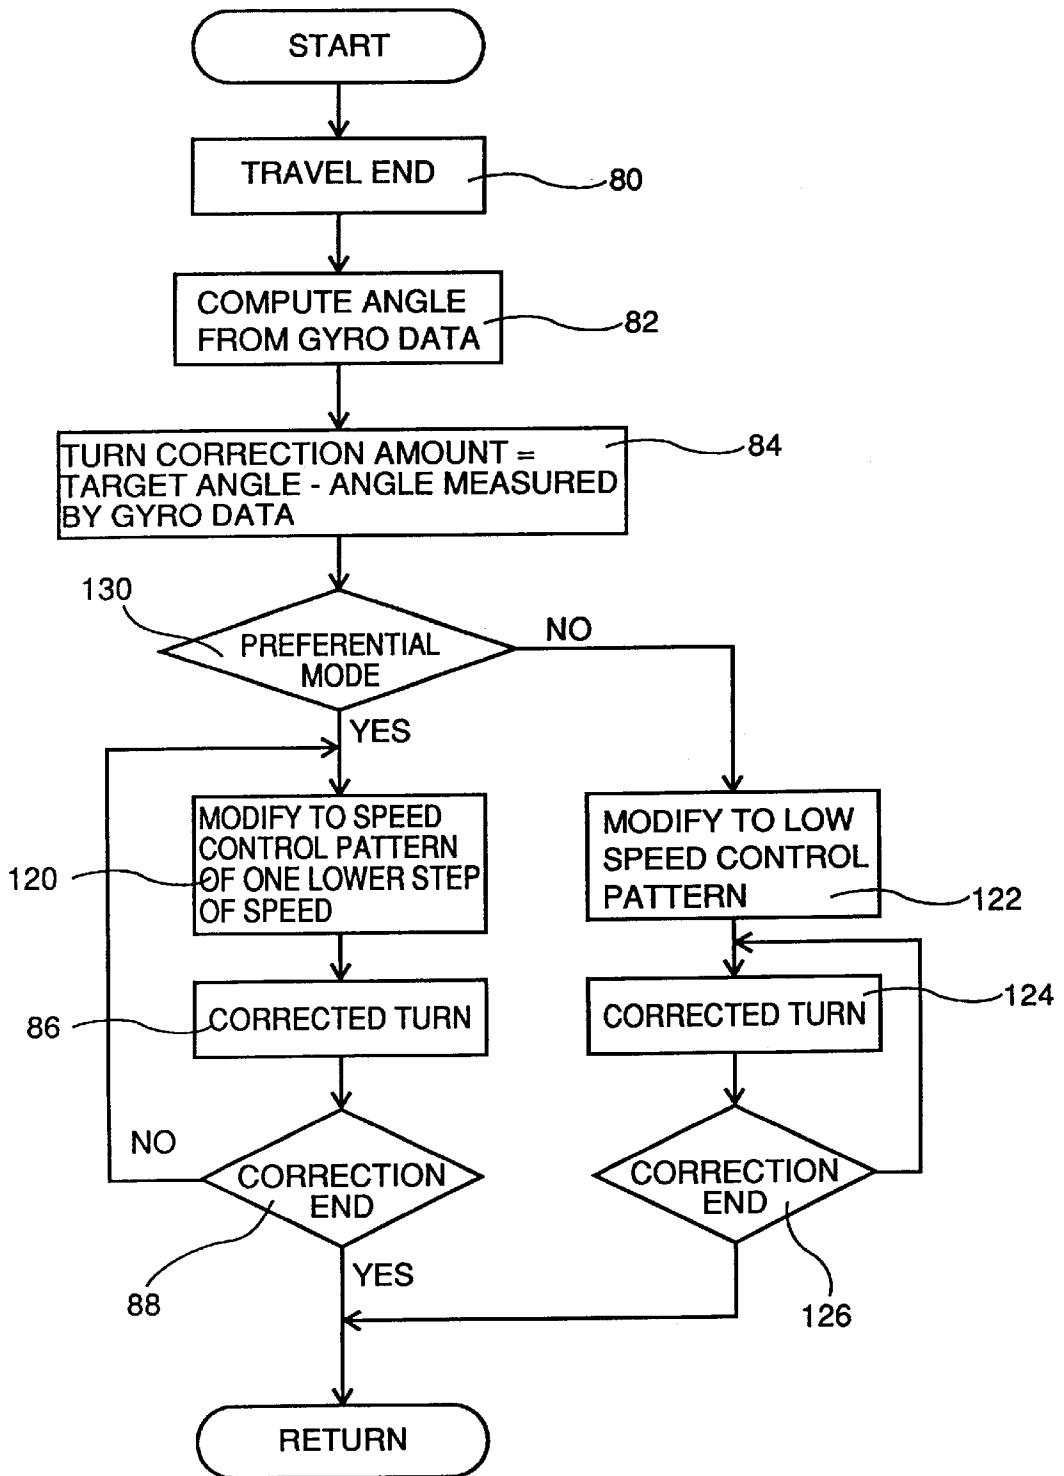 START
TRAVEL END
80
COMPUTE ANGLE
FROM GYRO DATA
82
TURN CORRECTION AMOUNT =
TARGET ANGLE - ANGLE MEASURED
BY GYRO DATA
84
130
PREFERENTIAL
MODE
NO
YES
MODIFY TO SPEED
CONTROL PATTERN
OF ONE LOWER STEP
OF SPEED
120
MODIFY TO LOW
SPEED CONTROL
PATTERN
122
CORRECTED TURN
86
CORRECTED TURN
124
NO
CORRECTION
END
88
YES
CORRECTION
END
126
RETURN